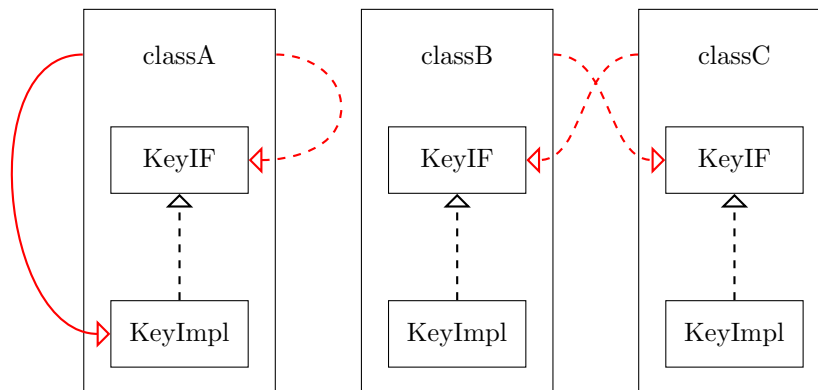 classA
classB
classC
KeyIF
KeyIF
KeyIF
KeyImpl
KeyImpl
KeyImpl